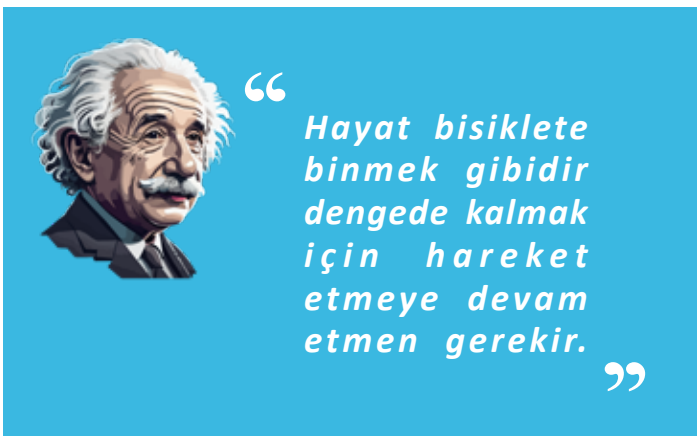 “
Hayat bisiklete
binmek gibidir
dengede kalmak
için hareket
etmeye devam
etmen gerekir.
”